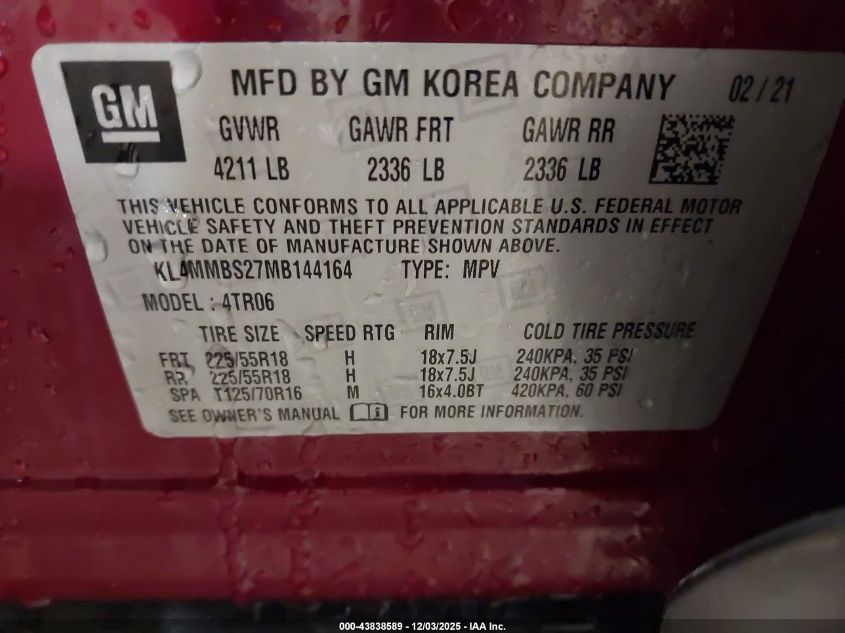 GM
MFD BY GM KOREA COMPANY 02/21
GVWR GAWR FRT GAWR RR
4211 LB 2336 LB 2336 LB
THIS VEHICLE CONFORMS TO ALL APPLICABLE U.S. FEDERAL MOTOR
VEHICLE SAFETY AND THEFT PREVENTION STANDARDS IN EFFECT
ON THE DATE OF MANUFACTURE SHOWN ABOVE.
KL4MMBS27MB144164 TYPE: MPV
MODEL: 4TR06
TIRE SIZE SPEED RTG RIM COLD TIRE PRESSURE
FRT 225/55R18 H 18x7.5J 240KPA, 35 PSI
RR 225/55R18 H 18x7.5J 240KPA, 35 PSI
SPA T125/70R16 M 16x4.0BT 420KPA, 60 PSI
SEE OWNER'S MANUAL FOR MORE INFORMATION.
000-43838589 - 12/03/2025 - IAA Inc.